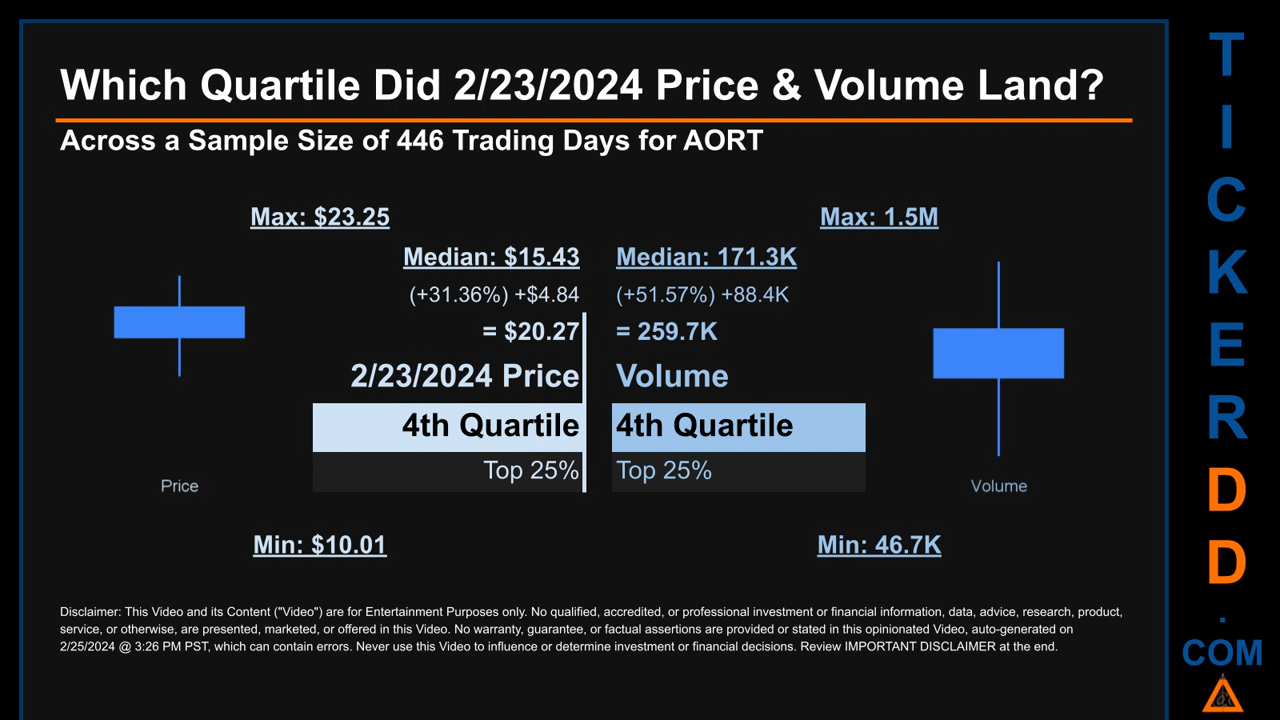 Which Quartile Did 2/23/2024 Price & Volume Land?
Across a Sample Size of 446 Trading Days for AORT
Max: $23.25
Max: 1.5M
Median: $15.43
Median: 171.3K
(+31.36%) +$4.84
(+51.57%) +88.4K
= $20.27
= 259.7K
2/23/2024 Price
Volume
4th Quartile
4th Quartile
Top 25%
Top 25%
Price
Volume
Min: $10.01
Min: 46.7K
Disclaimer: This Video and its Content ("Video") are for Entertainment Purposes only. No qualified, accredited, or professional investment or financial information, data, advice, research, product,
service, or otherwise, are presented, marketed, or offered in this Video. No warranty, guarantee, or factual assertions are provided or stated in this opinionated Video, auto-generated on
2/25/2024 @ 3:26 PM PST, which can contain errors. Never use this Video to influence or determine investment or financial decisions. Review IMPORTANT DISCLAIMER at the end.
T
I
C
K
E
R
D
D
.
COM